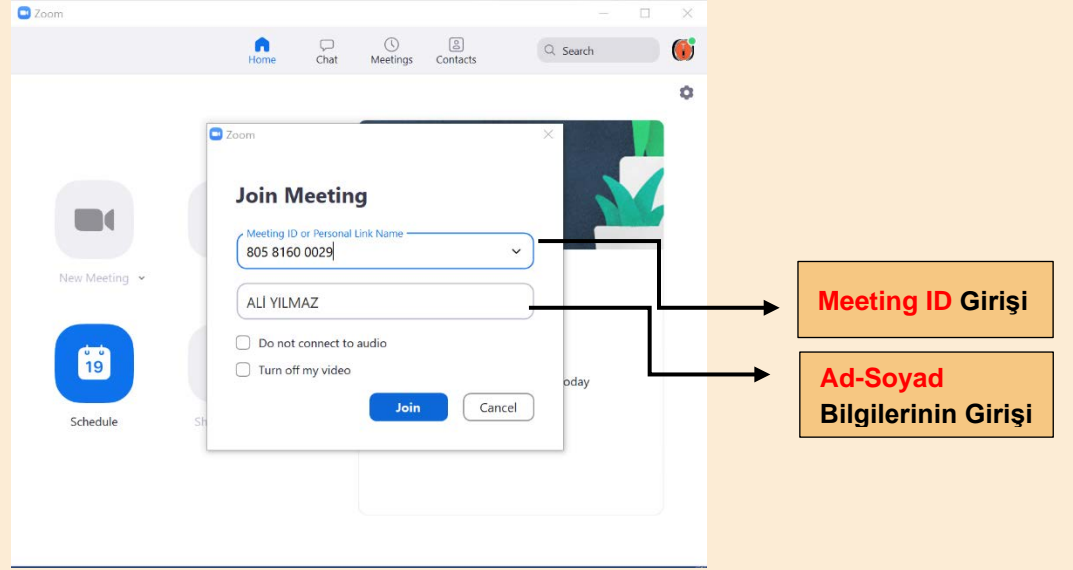 Zoom
Home Chat Meetings Contacts
Search
Zoom
Join Meeting
Meeting ID or Personal Link Name
805 8160 0029
New Meeting
ALİ YILMAZ
Do not connect to audio
Turn off my video
19
oday
Join Cancel
Schedule
Sh
Meeting ID Girişi
Ad-Soyad
Bilgilerinin Girişi